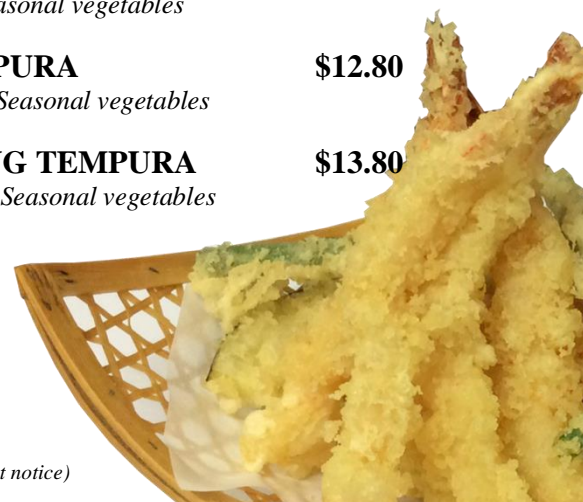 asonal vegetables
PURA $12.80
Seasonal vegetables
G TEMPURA $13.80
Seasonal vegetables
t notice)